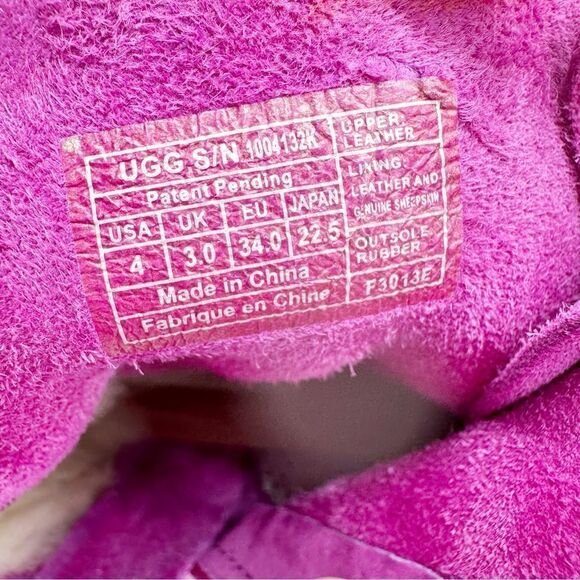 UGG S/N 1004132K
Patent Pending
USA UK EU JAPAN
4 3.0 34.0 22.5
Made in China
Fabrique en Chine
UPPER:
LEATHER
LINING:
LEATHER AND
GENUINE SHEEPSKIN
OUTSOLE
RUBBER
F3013E